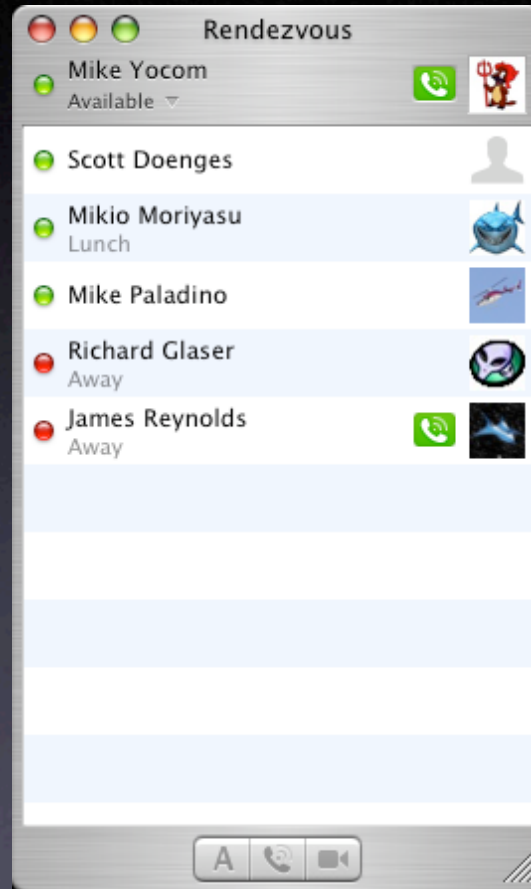 Rendezvous
Mike Yocom
Available
Scott Doenges
Mikio Moriyasu
Lunch
Mike Paladino
Richard Glaser
Away
James Reynolds
Away
A